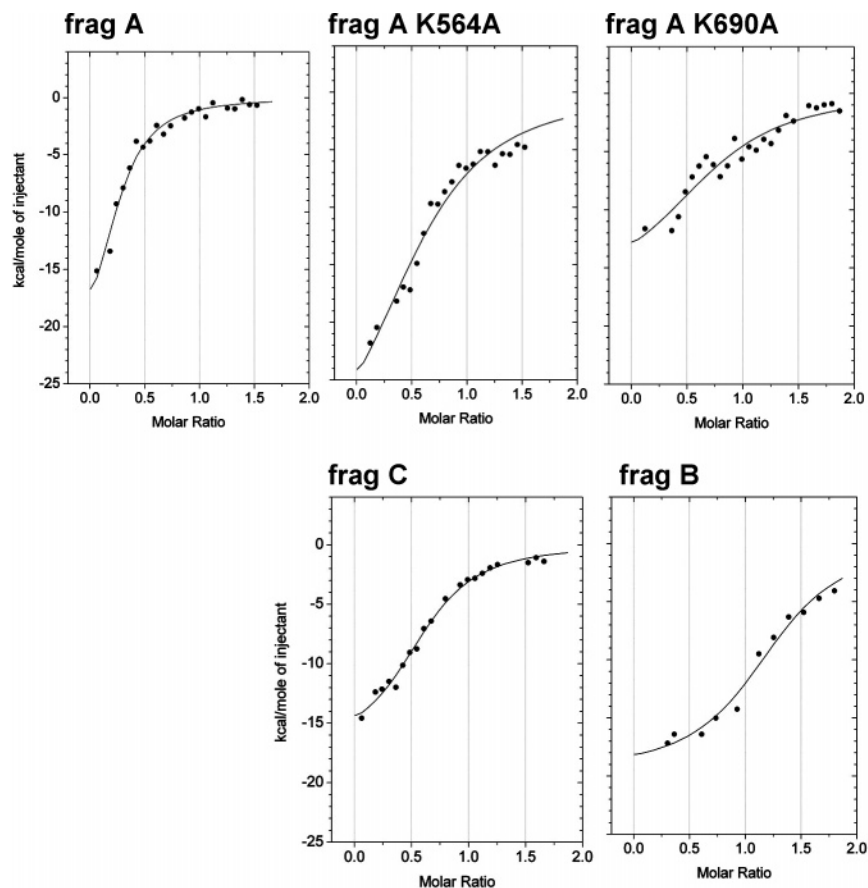 frag A
frag A K564A
frag A K690A
kcal/mole of injectant
0
-5
-10
-15
-20
-25
0.0 0.5 1.0 1.5 2.0
Molar Ratio
0.0 0.5 1.0 1.5 2.0
Molar Ratio
0.0 0.5 1.0 1.5 2.0
Molar Ratio
frag C
frag B
kcal/mole of injectant
0
-5
-10
-15
-20
-25
0.0 0.5 1.0 1.5 2.0
Molar Ratio
0.0 0.5 1.0 1.5 2.0
Molar Ratio